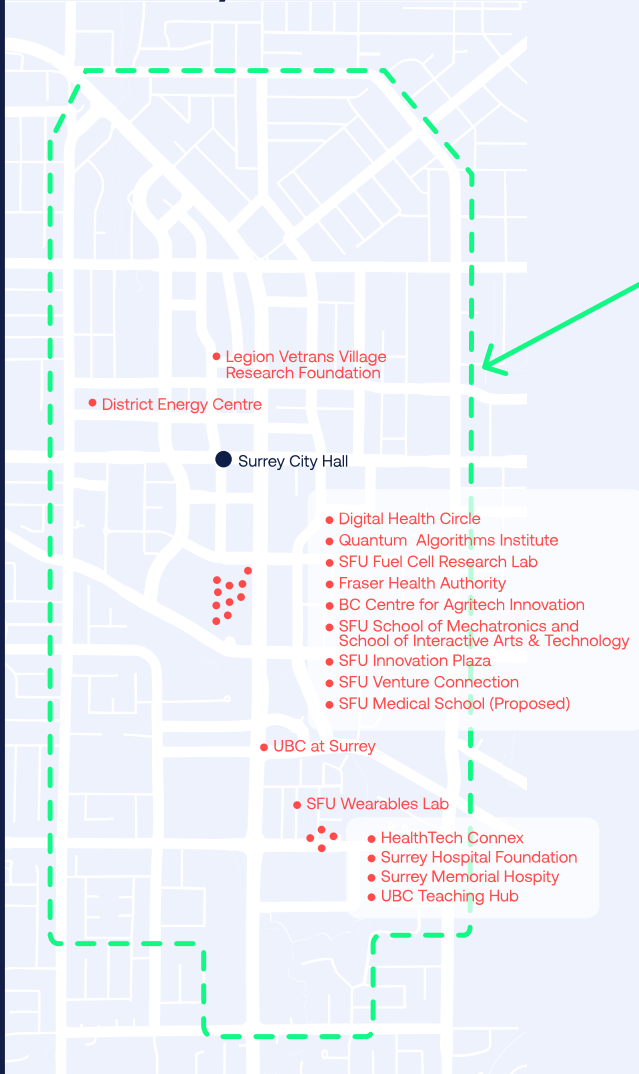 Legion Vetrans Village
Research Foundation
District Energy Centre
Surrey City Hall
Digital Health Circle
Quantum  Algorithms Institute
SFU Fuel Cell Research Lab
Fraser Health Authority
BC Centre for Agritech Innovation
SFU School of Mechatronics and
School of Interactive Arts & Technology
SFU Innovation Plaza
SFU Venture Connection
SFU Medical School (Proposed)
UBC at Surrey
SFU Wearables Lab
HealthTech Connex
Surrey Hospital Foundation
Surrey Memorial Hospity
UBC Teaching Hub